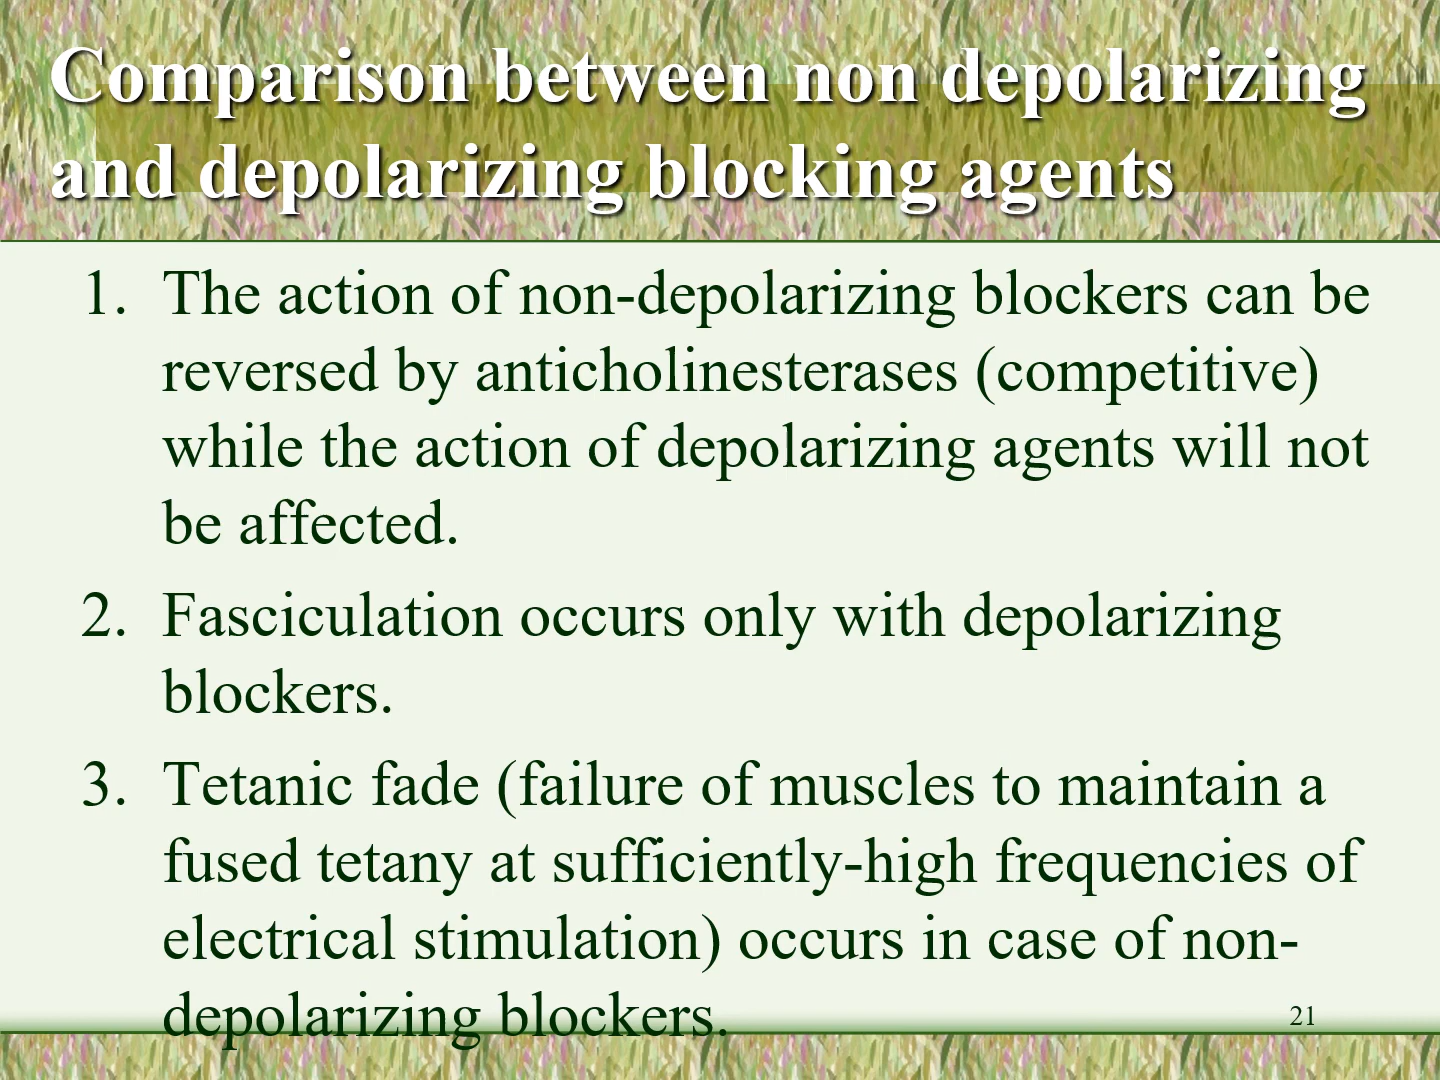 Comparison between non depolarizing
and depolarizing blocking agents
1. The action of non-depolarizing blockers can be
reversed by anticholinesterases (competitive)
while the action of depolarizing agents will not
be affected.
2. Fasciculation occurs only with depolarizing
blockers.
3. Tetanic fade (failure of muscles to maintain a
fused tetany at sufficiently-high frequencies of
electrical stimulation) occurs in case of non-
depolarizing blockers.
21